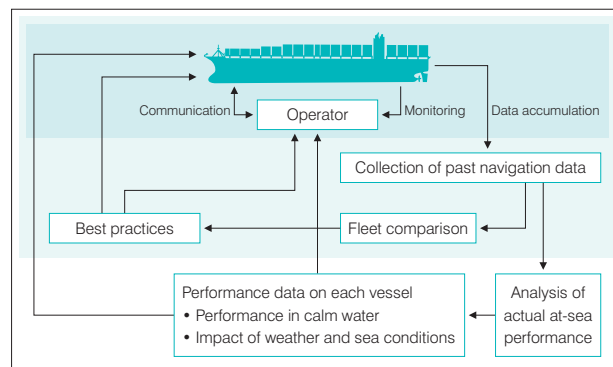 Communication
Monitoring
Data accumulation
Operator
Collection of past navigation data
Best practices
Fleet comparison
Performance data on each vessel
• Performance in calm water
• Impact of weather and sea conditions
Analysis of
actual at-sea
performance